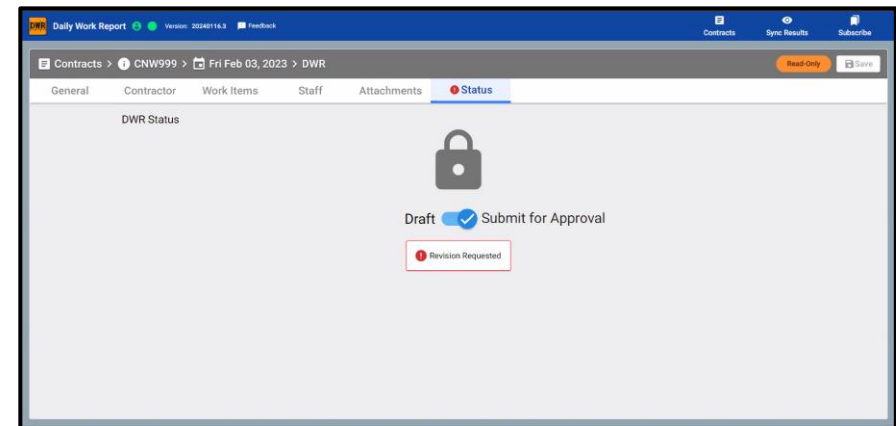 DWR Daily Work Report Version: 20240116.3 Feedback Contracts Sync Results Subscribe
Contracts > CNW999 > Fri Feb 03, 2023 > DWR Read-Only Save
General Contractor Work Items Staff Attachments Status
DWR Status
Draft Submit for Approval
Revision Requested